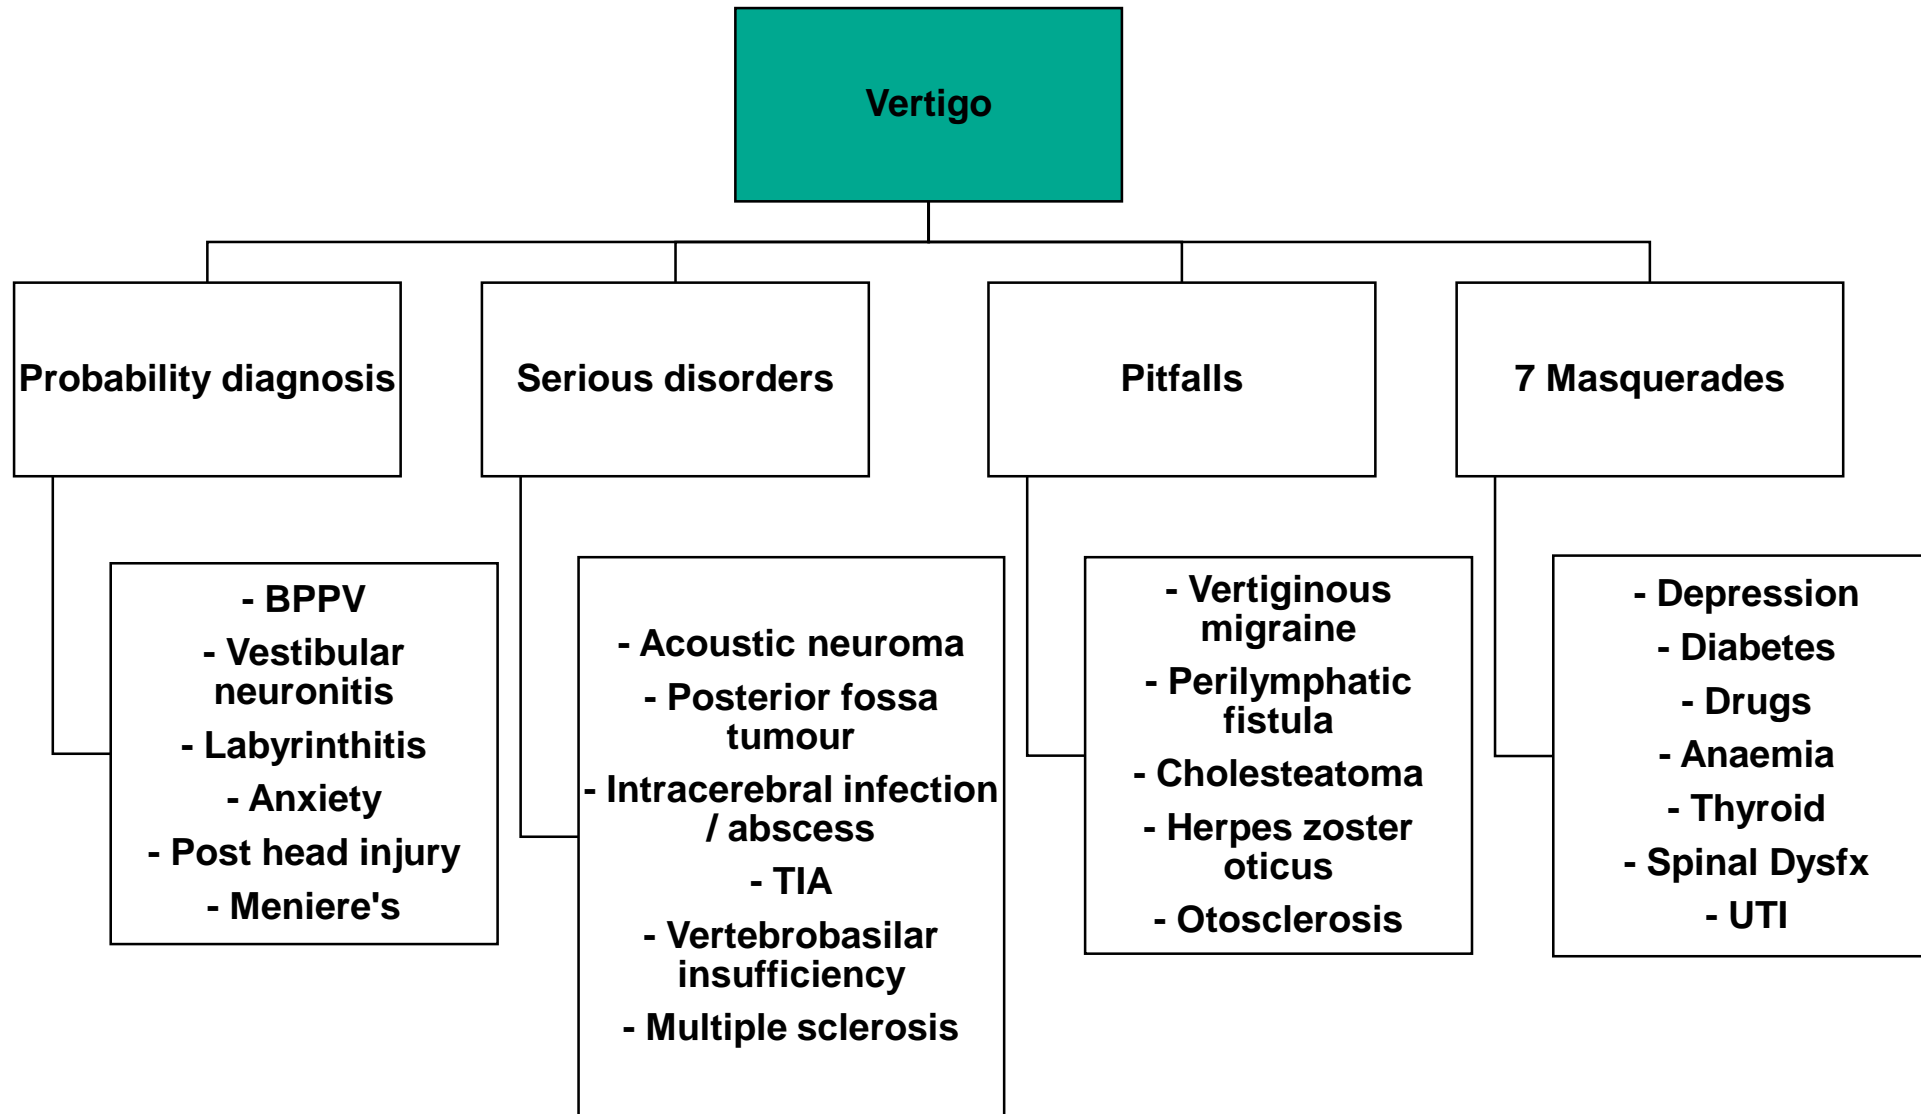 Vertigo
Probability diagnosis
Serious disorders
Pitfalls
7 Masquerades
- BPPV
- Vestibular
neuronitis
- Labyrinthitis
- Anxiety
- Post head injury
- Meniere's
- Acoustic neuroma
- Posterior fossa
tumour
- Intracerebral infection
/ abscess
- TIA
- Vertebrobasilar
insufficiency
- Multiple sclerosis
- Vertiginous
migraine
- Perilymphatic
fistula
- Cholesteatoma
- Herpes zoster
oticus
- Otosclerosis
- Depression
- Diabetes
- Drugs
- Anaemia
- Thyroid
- Spinal Dysfx
- UTI